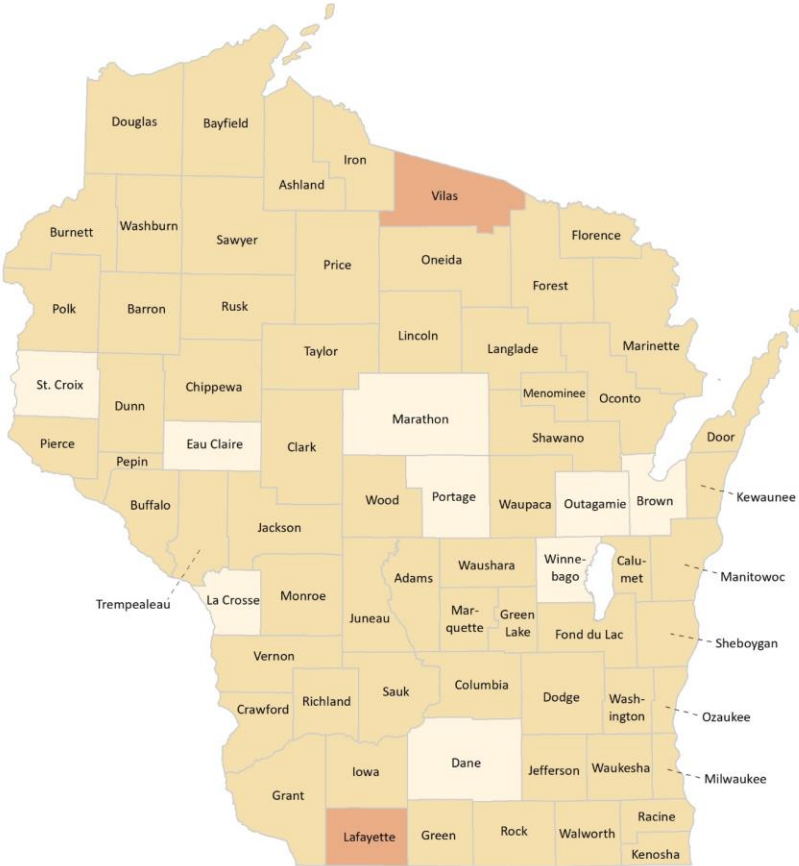 Douglas
Bayfield
Iron
Ashland
Vilas
Burnett
Washburn
Sawyer
Florence
Price
Oneida
Forest
Polk
Barron
Rusk
Lincoln
Taylor
Langlade
Marinette
St. Croix
Chippewa
Menominee
Oconto
Dunn
Marathon
Pierce
Eau Claire
Clark
Shawano
Door
Pepin
Wood
Portage
Kewaunee
Buffalo
Waupaca
Outagamie
Brown
Jackson
Trempealeau
La Crosse
Monroe
Juneau
Adams
Waushara
Winne-
bago
Calu-
met
Manitowoc
Mar-
quette
Green
Lake
Fond du Lac
Sheboygan
Vernon
Crawford
Richland
Sauk
Columbia
Dodge
Wash-
ington
Ozaukee
Grant
Iowa
Dane
Jefferson
Waukesha
Milwaukee
Lafayette
Green
Rock
Walworth
Racine
Kenosha